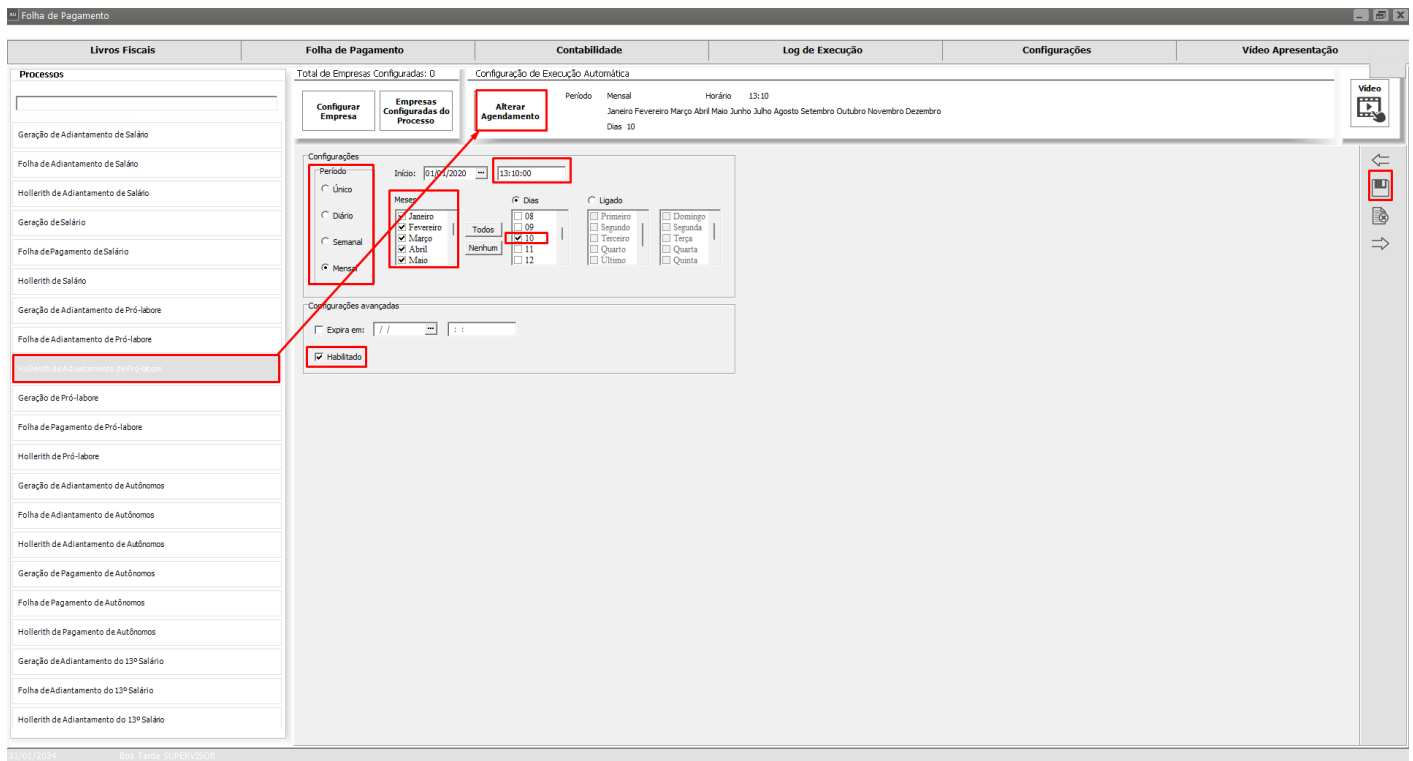 AU Folha de Pagamento
Livros Fiscais Folha de Pagamento Contabilidade Log de Execução Configurações Vídeo Apresentação
Processos
Geração de Adiantamento de Salário
Folha de Adiantamento de Salário
Hollerith de Adiantamento de Salário
Geração de Salário
Folha de Pagamento de Salário
Hollerith de Salário
Geração de Adiantamento de Pró-labore
Folha de Adiantamento de Pró-labore
Hollerith de Adiantamento de Pró-labore
Geração de Pró-labore
Folha de Pagamento de Pró-labore
Hollerith de Pró-labore
Geração de Adiantamento de Autônomos
Folha de Adiantamento de Autônomos
Hollerith de Adiantamento de Autônomos
Geração de Pagamento de Autônomos
Folha de Pagamento de Autônomos
Hollerith de Pagamento de Autônomos
Geração de Adiantamento do 13º Salário
Folha de Adiantamento do 13º Salário
Hollerith de Adiantamento do 13º Salário
Total de Empresas Configuradas: 0
Configurar
Empresa
Empresas
Configuradas do
Processo
Configuração de Execução Automática
Alterar
Agendamento
Período Mensal Horário 13:10
Janeiro Fevereiro Março Abril Maio Junho Julho Agosto Setembro Outubro Novembro Dezembro
Dias 10
Vídeo
Configurações
Período
Único
Diário
Semanal
Mensal
Início: 01/01/2020 ... 13:10:00
Meses
Janeiro
Fevereiro
Março
Abril
Maio
Todos
Nenhum
Dias
08
09
10
11
12
Ligado
Primeiro
Segundo
Terceiro
Quarto
Último
Domingo
Segunda
Terça
Quarta
Quinta
Configurações avançadas
Expira em: / / ... : :
Habilitado
31/01/2024 Boa Tarde SUPERVISOR